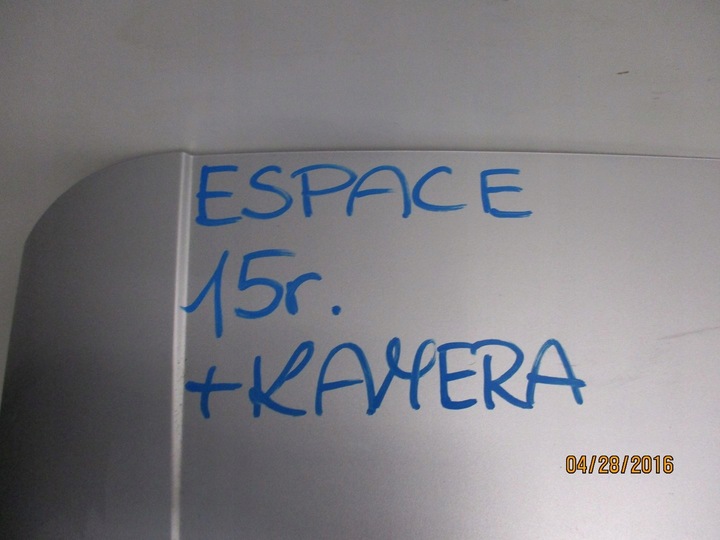 ESPACE
15r.
+KAMERA
04/28/2016